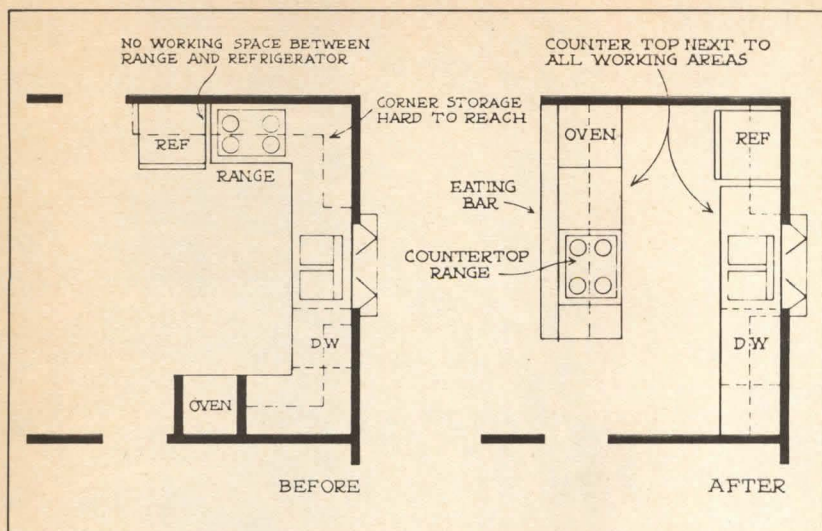 NO WORKING SPACE BETWEEN
RANGE AND REFRIGERATOR
CORNER STORAGE
HARD TO REACH
REF
RANGE
DW
OVEN
BEFORE
COUNTER TOP NEXT TO
ALL WORKING AREAS
OVEN
REF
EATING
BAR
COUNTERTOP
RANGE
DW
AFTER